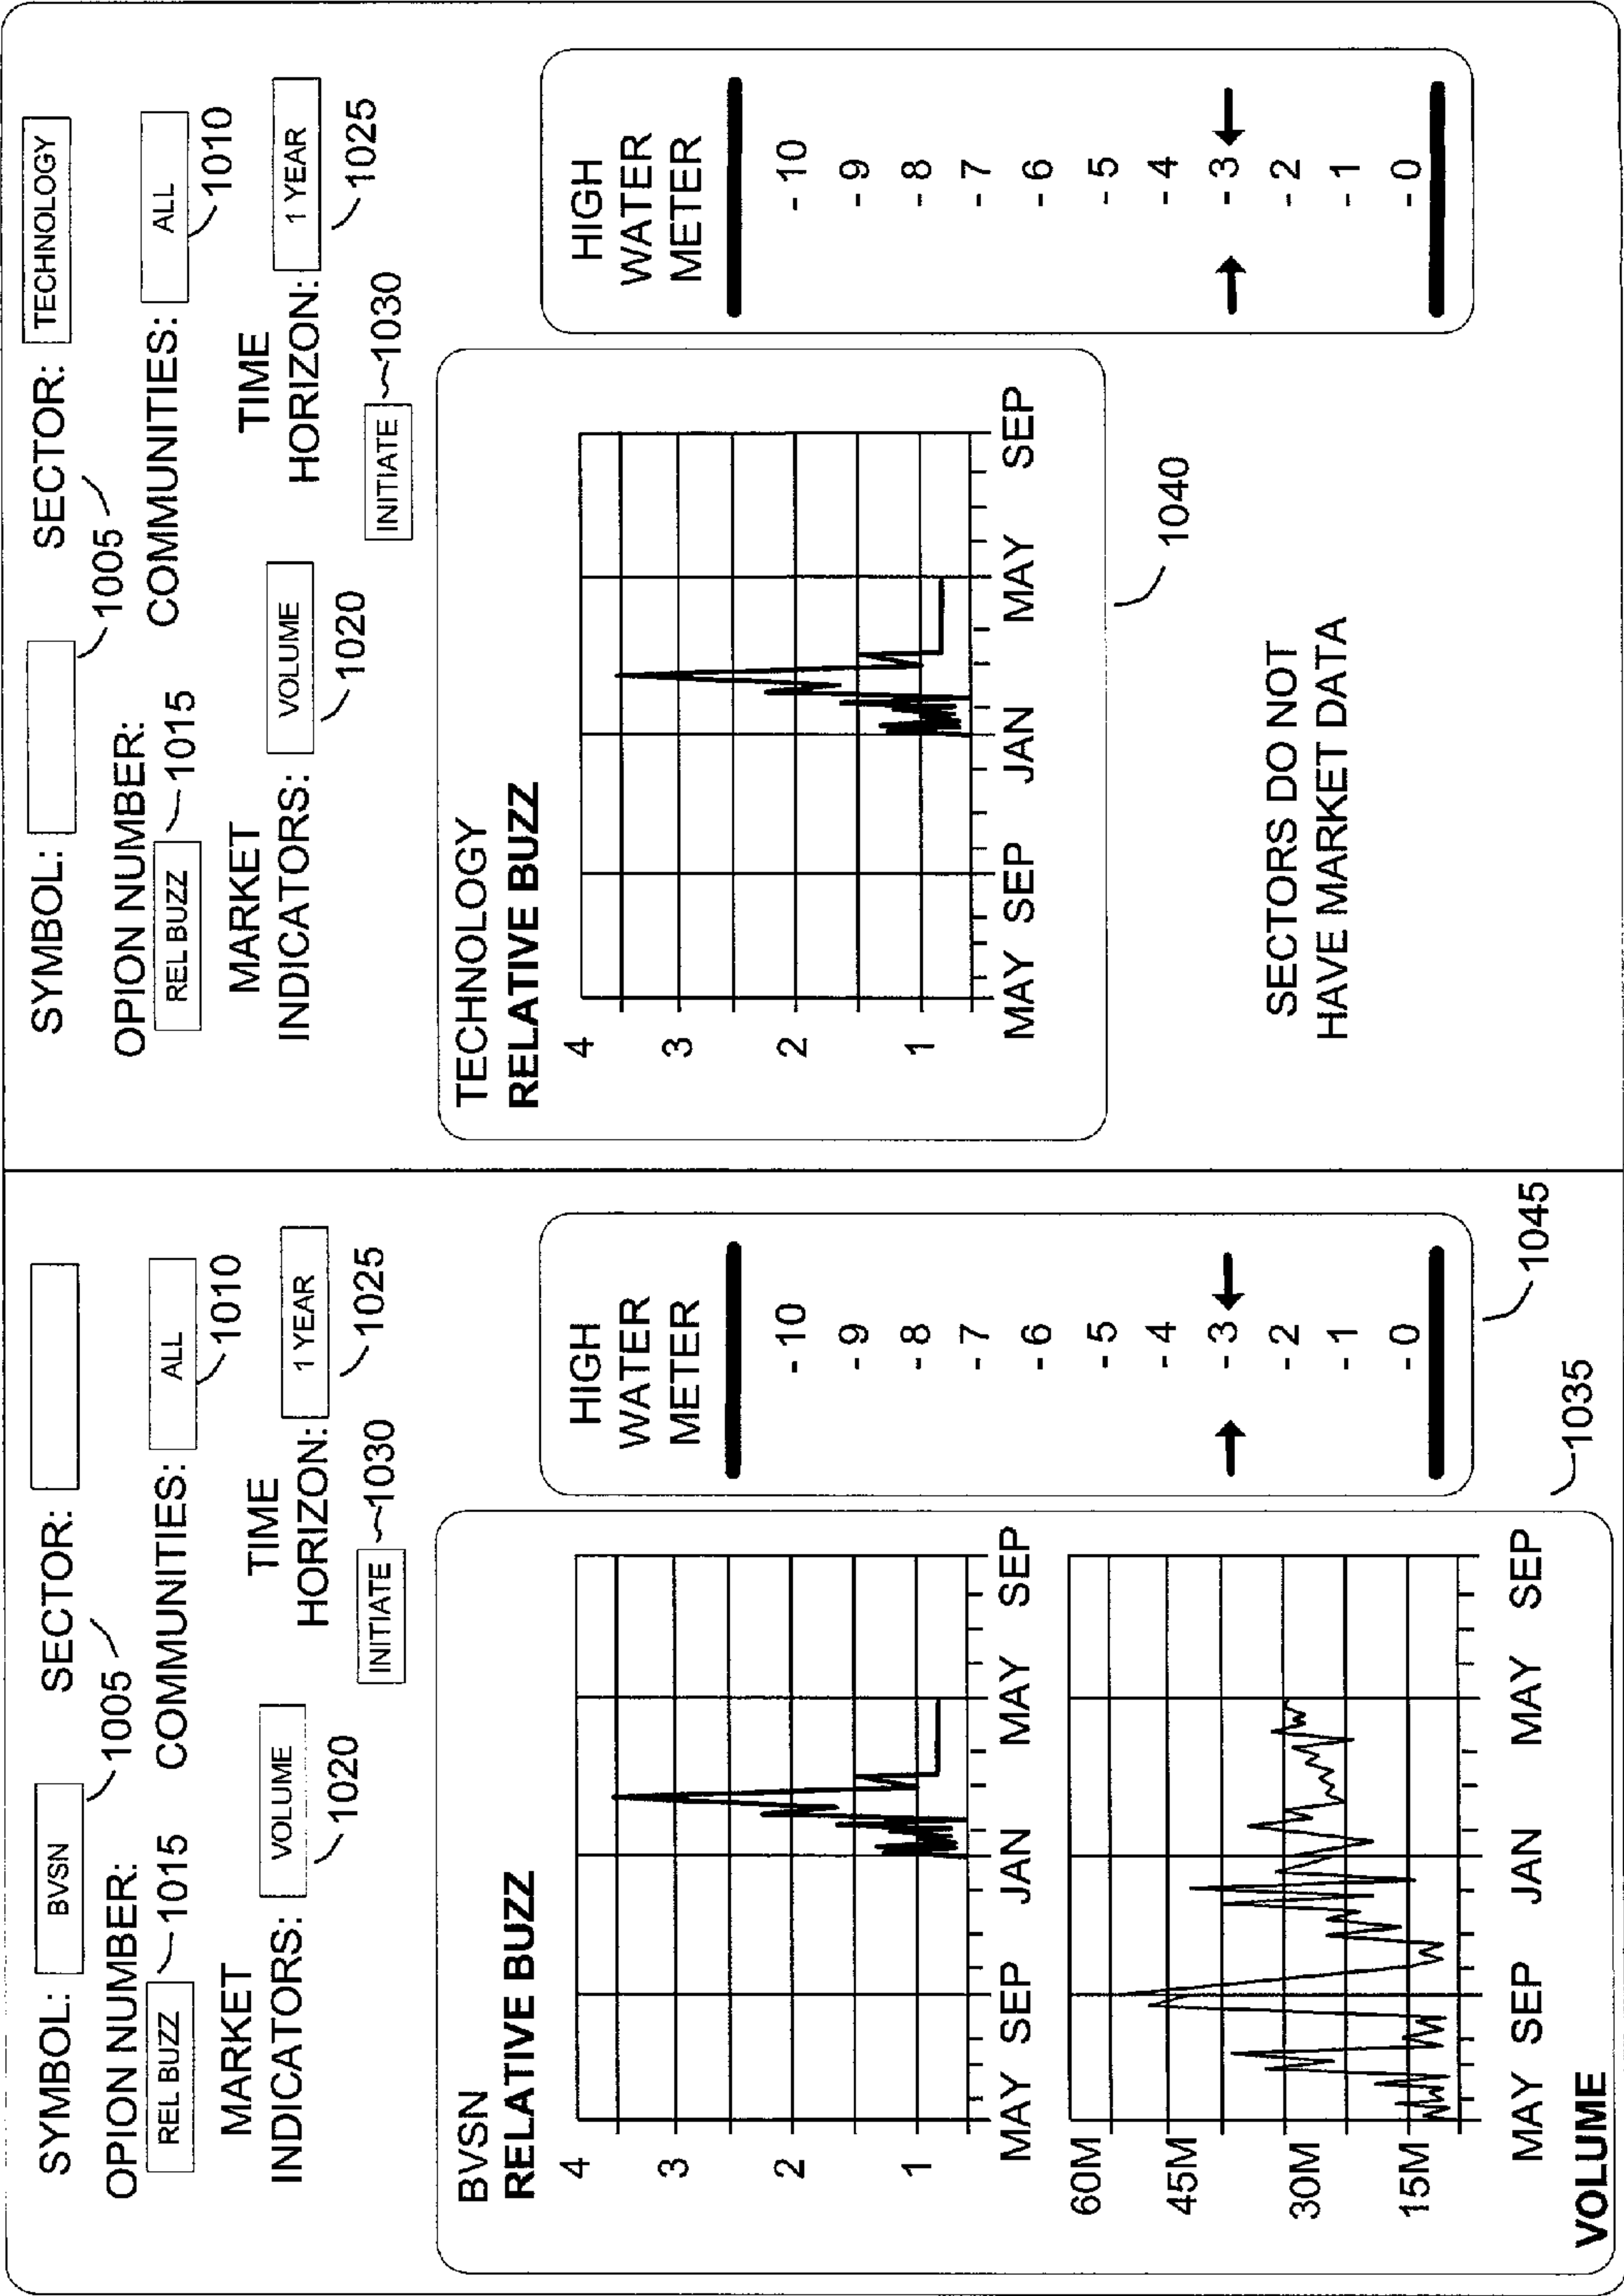 SYMBOL: BVSN SECTOR:
1005
OPION NUMBER: COMMUNITIES: ALL
REL BUZZ 1015 1010
MARKET TIME
INDICATORS: VOLUME HORIZON: 1 YEAR
1020 INITIATE 1030 1025
BVSN
RELATIVE BUZZ
4
3
2
1
MAY SEP JAN MAY SEP
60M
45M
30M
15M
MAY SEP JAN MAY SEP
VOLUME
HIGH
WATER
METER
- 10
- 9
- 8
- 7
- 6
- 5
- 4
- 3
- 2
- 1
- 0
1045
1035
SYMBOL: SECTOR: TECHNOLOGY
1005
OPION NUMBER: COMMUNITIES: ALL
REL BUZZ 1015 1010
MARKET TIME
INDICATORS: VOLUME HORIZON: 1 YEAR
1020 INITIATE 1030 1025
TECHNOLOGY
RELATIVE BUZZ
4
3
2
1
MAY SEP JAN MAY SEP
1040
SECTORS DO NOT
HAVE MARKET DATA
HIGH
WATER
METER
- 10
- 9
- 8
- 7
- 6
- 5
- 4
- 3
- 2
- 1
- 0